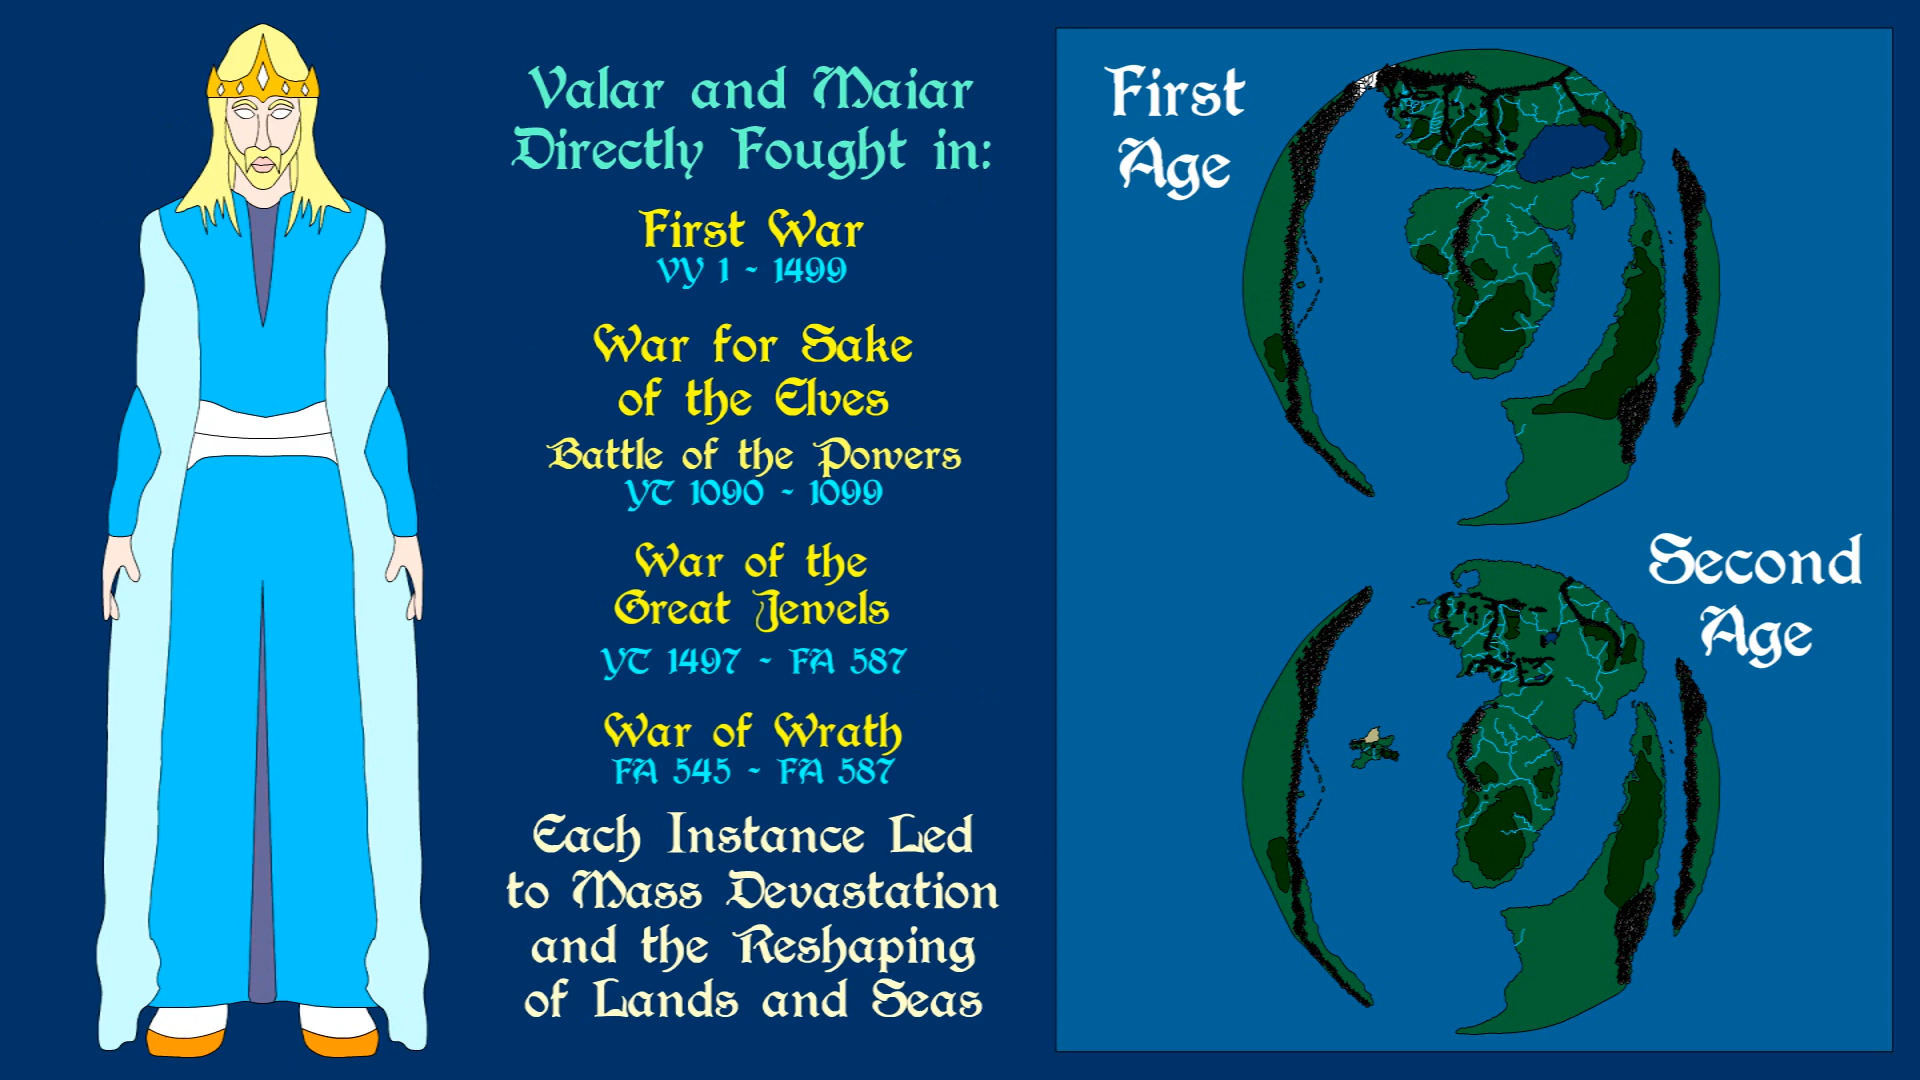 Valar and Maiar
Directly Fought in:
First War
VY 1 - 1499
War for Sake
of the Elves
Battle of the Powers
YT 1090 - 1099
War of the
Great Jewels
YT 1497 - FA 587
War of Wrath
FA 545 - FA 587
Each Instance Led
to Mass Devastation
and the Reshaping
of Lands and Seas
First
Age
Second
Age